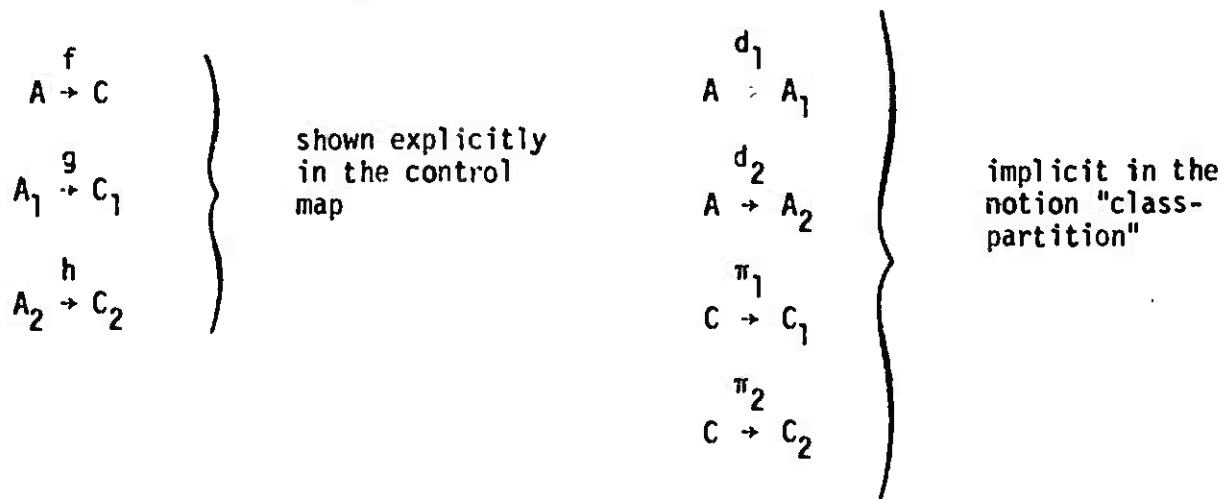 f
A → C
g
A₁ → C₁
h
A₂ → C₂
shown explicitly
in the control
map
d₁
A A₁
d₂
A → A₂
π₁
C → C₁
π₂
C → C₂
implicit in the
notion "class-
partition"